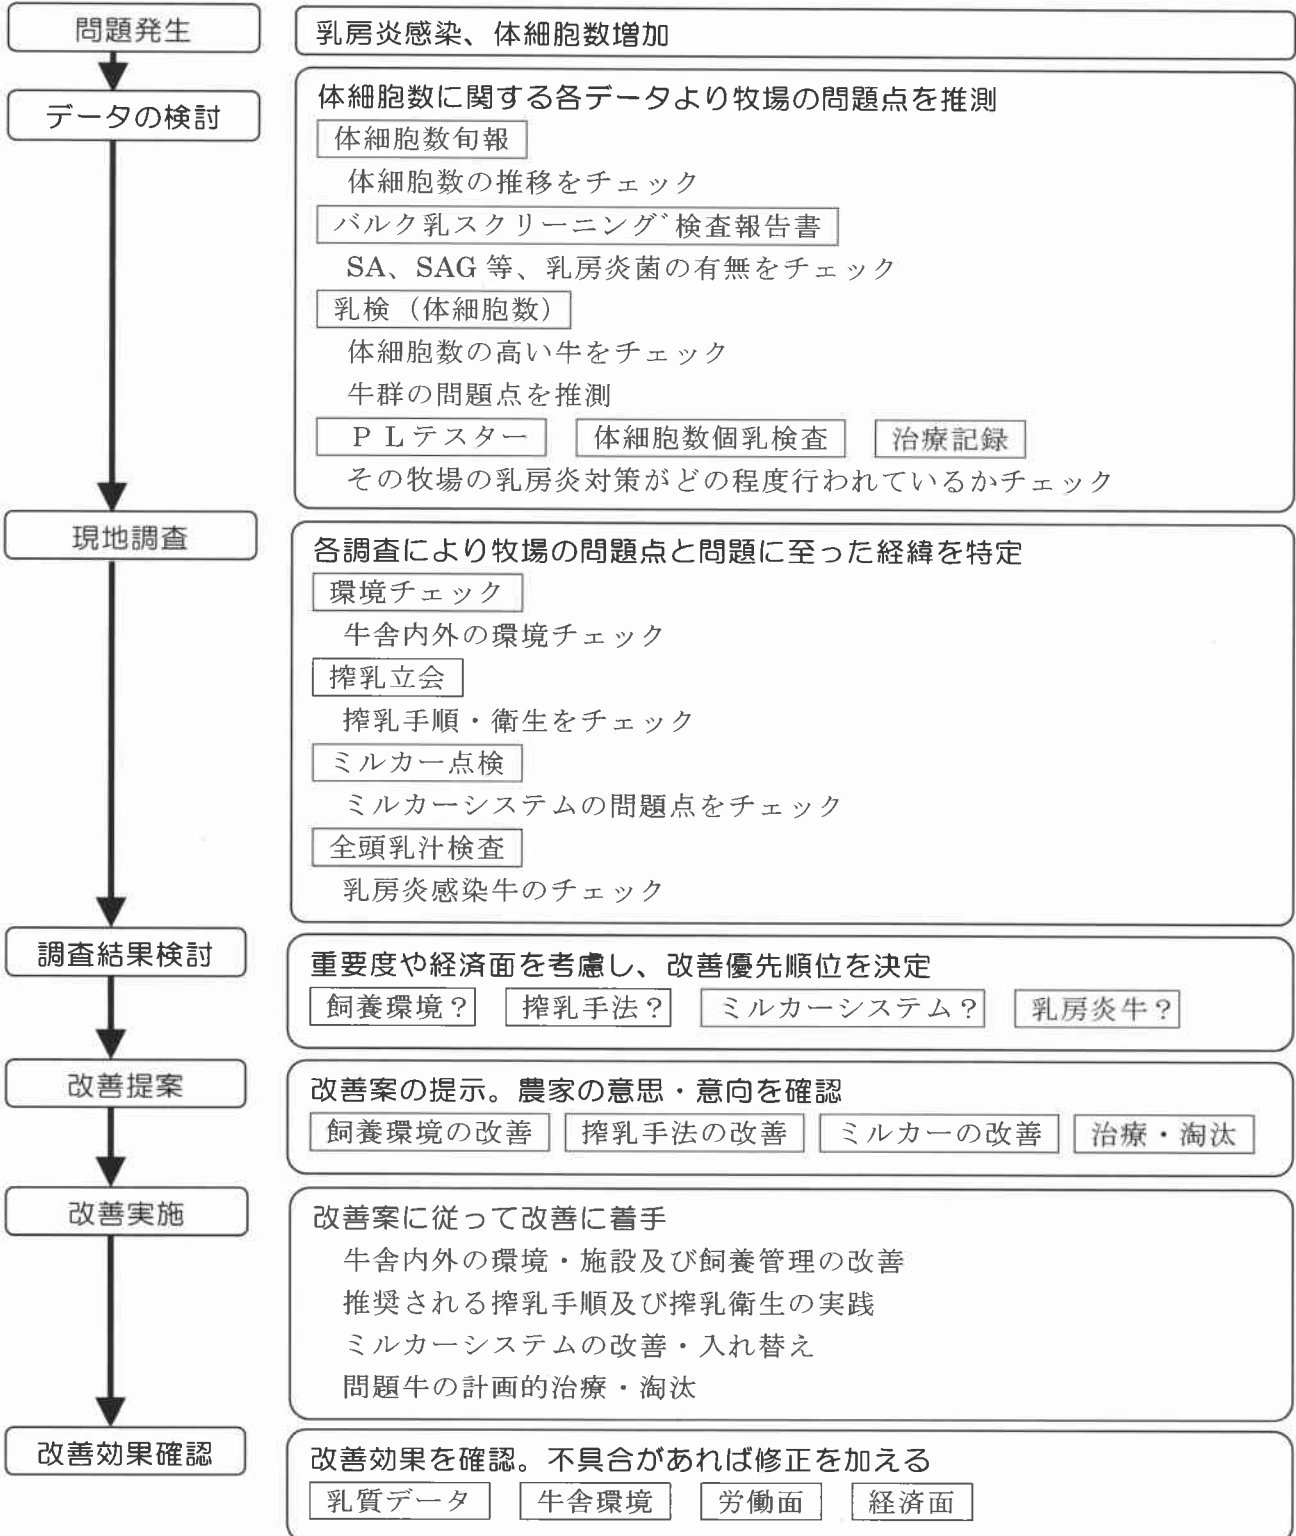 問題発生
乳房炎感染、体細胞数増加
データの検討
体細胞数に関する各データより牧場の問題点を推測
体細胞数旬報
体細胞数の推移をチェック
バルク乳スクリーニング゛検査報告書
SA、SAG 等、乳房炎菌の有無をチェック
乳検（体細胞数）
体細胞数の高い牛をチェック
牛群の問題点を推測
ＰＬテスター 体細胞数個乳検査 治療記録
その牧場の乳房炎対策がどの程度行われているかチェック
現地調査
各調査により牧場の問題点と問題に至った経緯を特定
環境チェック
牛舎内外の環境チェック
搾乳立会
搾乳手順・衛生をチェック
ミルカー点検
ミルカーシステムの問題点をチェック
全頭乳汁検査
乳房炎感染牛のチェック
調査結果検討
重要度や経済面を考慮し、改善優先順位を決定
飼養環境？ 搾乳手法？ ミルカーシステム？ 乳房炎牛？
改善提案
改善案の提示。農家の意思・意向を確認
飼養環境の改善 搾乳手法の改善 ミルカーの改善 治療・淘汰
改善実施
改善案に従って改善に着手
牛舎内外の環境・施設及び飼養管理の改善
推奨される搾乳手順及び搾乳衛生の実践
ミルカーシステムの改善・入れ替え
問題牛の計画的治療・淘汰
改善効果確認
改善効果を確認。不具合があれば修正を加える
乳質データ 牛舎環境 労働面 経済面